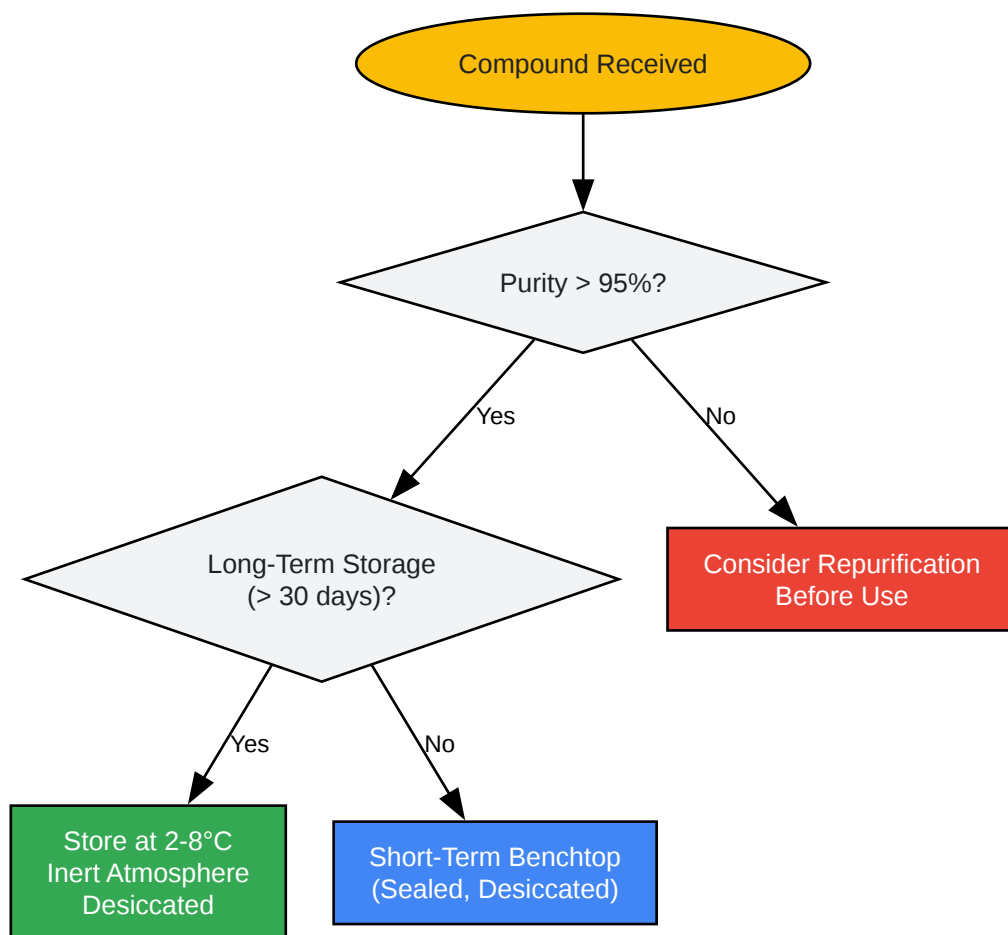 Compound Received
Purity > 95%?
Yes
No
Long-Term Storage
(> 30 days)?
Consider Repurification
Before Use
Yes
No
Store at 2-8°C
Inert Atmosphere
Desiccated
Short-Term Benchtop
(Sealed, Desiccated)